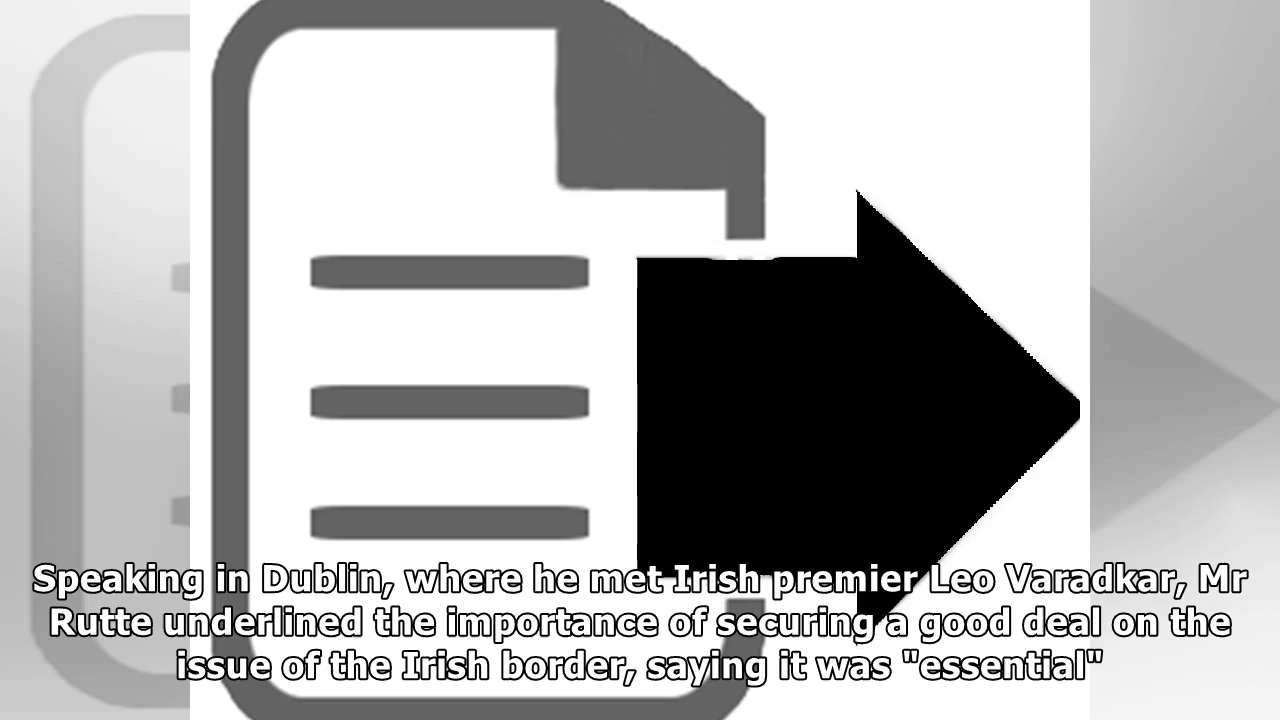 Speaking in Dublin, where he met Irish premier Leo Varadkar, Mr
Rutte underlined the importance of securing a good deal on the
issue of the Irish border, saying it was "essential"